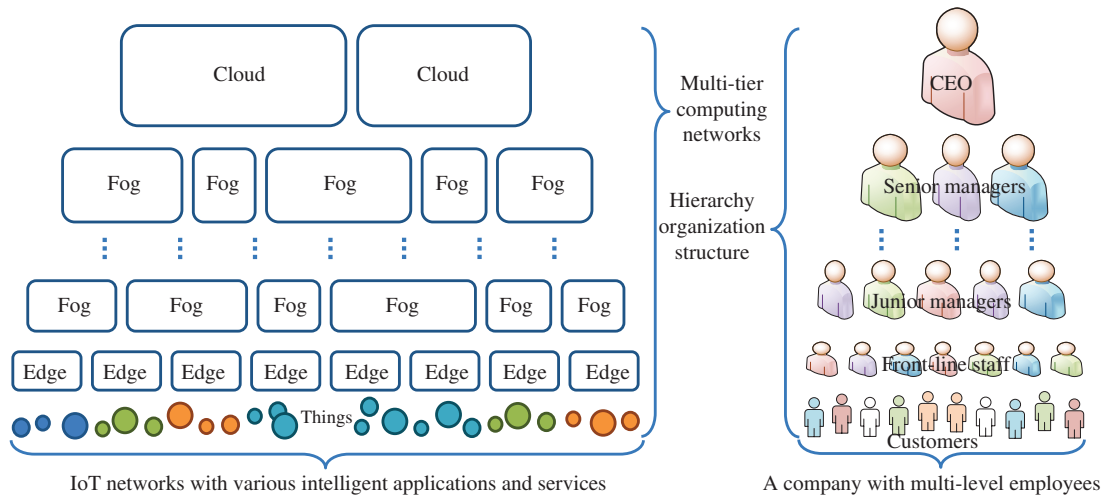 Cloud
Cloud
Fog
Fog
Fog
Fog
Fog
Fog
Fog
Fog
Fog
Fog
Fog
Edge
Edge
Edge
Edge
Edge
Edge
Edge
Edge
Things
IoT networks with various intelligent applications and services
Multi-tier
computing
networks
Hierarchy
organization
structure
CEO
Senior managers
Junior managers
Front-line staff
Customers
A company with multi-level employees